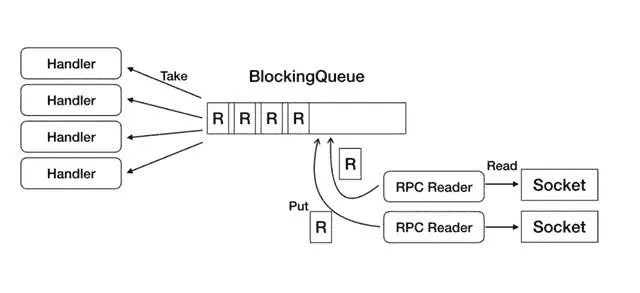 Handler
Take
BlockingQueue
Handler
R R R R
Handler
Handler
R
Read
RPC Reader
Socket
Put
R
RPC Reader
Socket